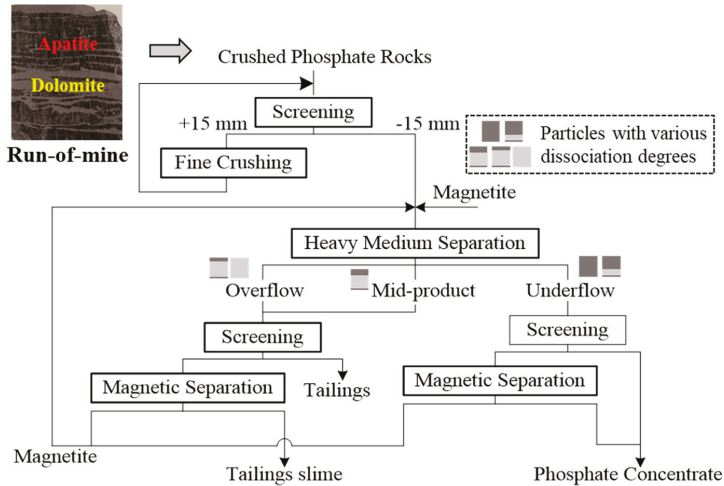 Apatite
Dolomite
Run-of-mine
Crushed Phosphate Rocks
Screening
+15 mm
-15 mm
Fine Crushing
Particles with various
dissociation degrees
Magnetite
Heavy Medium Separation
Overflow
Mid-product
Underflow
Screening
Screening
Magnetic Separation
Tailings
Magnetic Separation
Magnetite
Tailings slime
Phosphate Concentrate